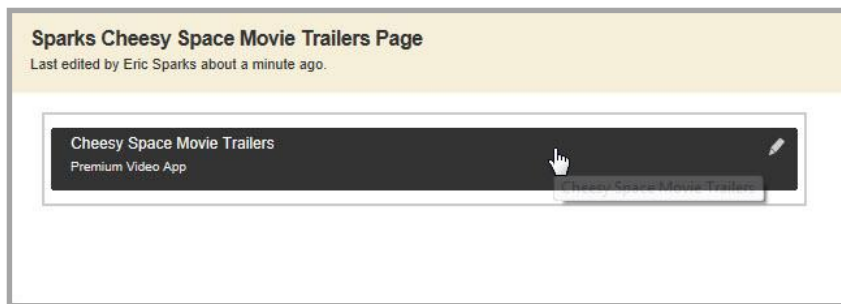 Sparks Cheesy Space Movie Trailers Page
Last edited by Eric Sparks about a minute ago.
Cheesy Space Movie Trailers
Premium Video App
Cheesy Space Movie Trailers